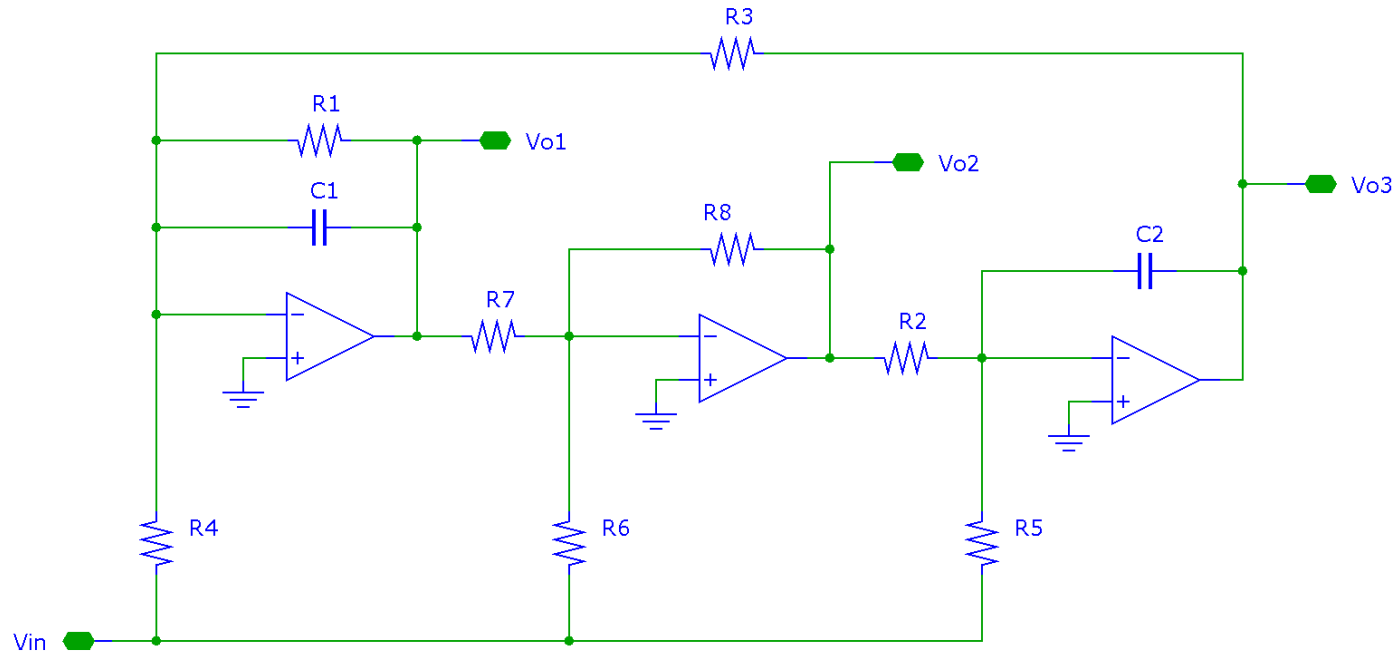 R3
R1
Vo1
Vo2
Vo3
C1
R8
C2
R7
R2
−
+
−
+
−
+
R4
R6
R5
Vin